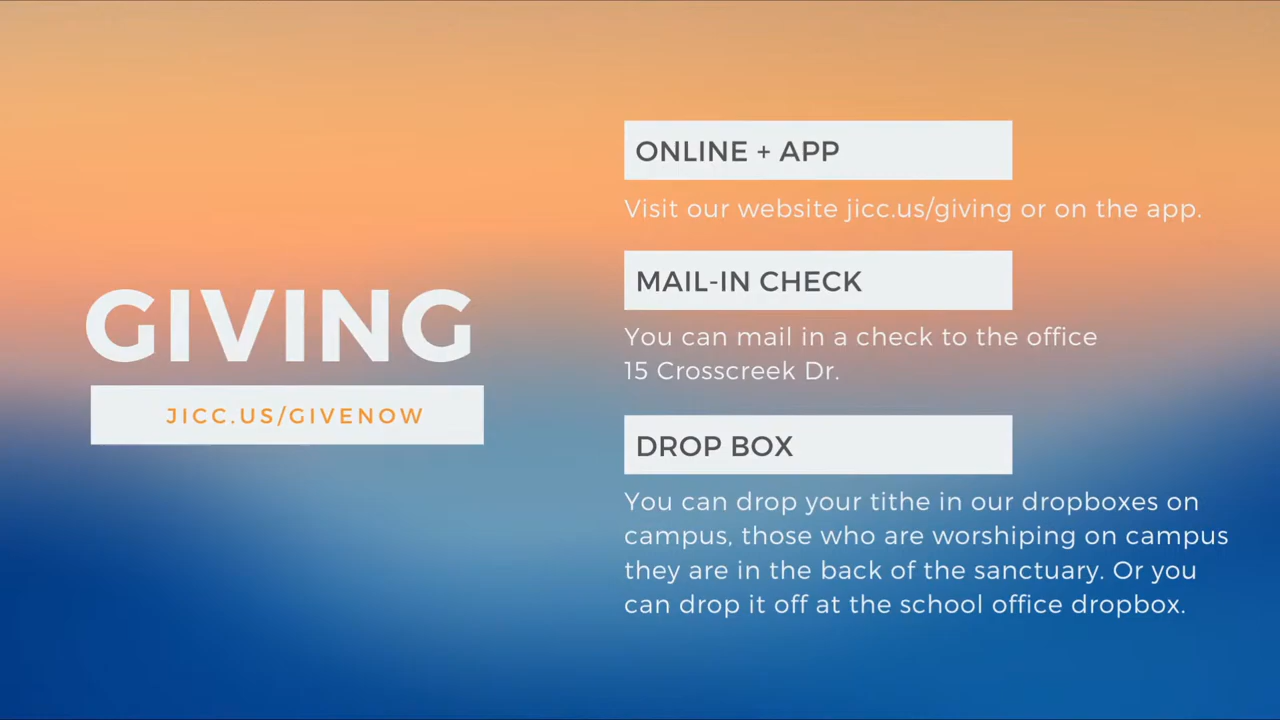 GIVING
JICC.US/GIVENOW
ONLINE + APP
Visit our website jicc.us/giving or on the app.
MAIL-IN CHECK
You can mail in a check to the office
15 Crosscreek Dr.
DROP BOX
You can drop your tithe in our dropboxes on
campus, those who are worshiping on campus
they are in the back of the sanctuary. Or you
can drop it off at the school office dropbox.